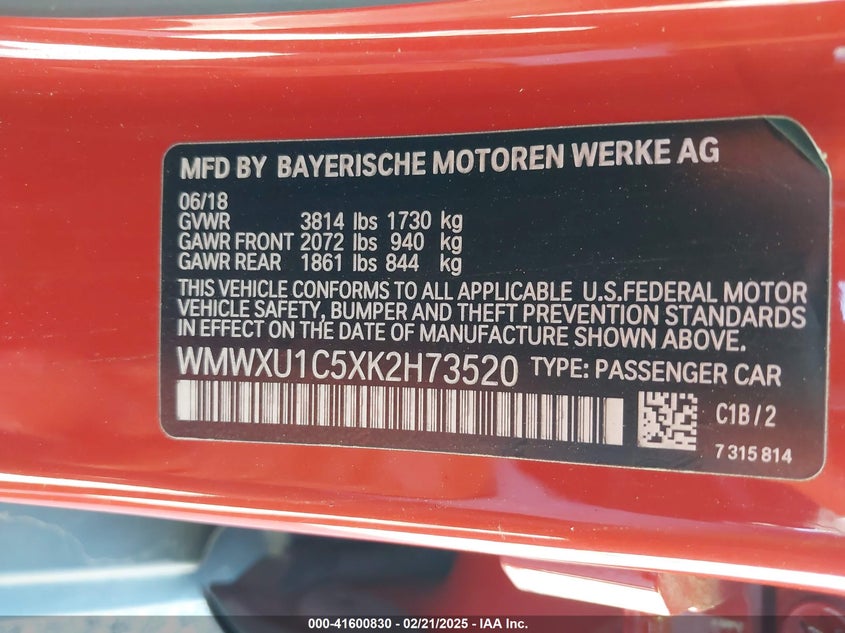 MFD BY BAYERISCHE MOTOREN WERKE AG
06/18
GVWR 3814 lbs 1730 kg
GAWR FRONT 2072 lbs 940 kg
GAWR REAR 1861 lbs 844 kg
THIS VEHICLE CONFORMS TO ALL APPLICABLE U.S.FEDERAL MOTOR
VEHICLE SAFETY, BUMPER AND THEFT PREVENTION STANDARDS
IN EFFECT ON THE DATE OF MANUFACTURE SHOWN ABOVE.
WMWXU1C5XK2H73520 TYPE: PASSENGER CAR
C1B/2
7 315 814
000-41600830 - 02/21/2025 - IAA Inc.